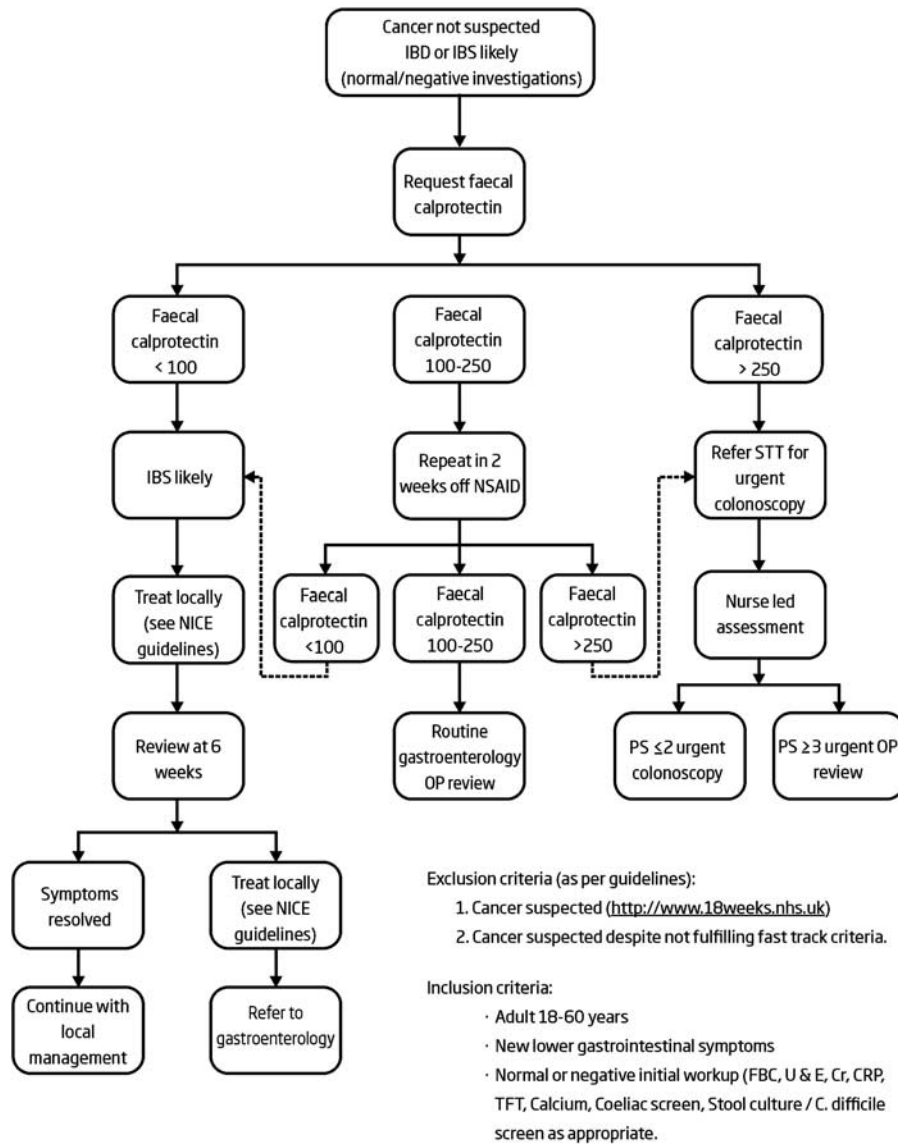 Cancer not suspected
IBD or IBS likely
(normal/negative investigations)
Request faecal
calprotectin
Faecal
calprotectin
< 100
Faecal
calprotectin
100-250
Faecal
calprotectin
> 250
IBS likely
Repeat in 2
weeks off NSAID
Refer STT for
urgent
colonoscopy
Treat locally
(see NICE
guidelines)
Faecal
calprotectin
<100
Faecal
calprotectin
100-250
Faecal
calprotectin
>250
Nurse led
assessment
Review at 6
weeks
Routine
gastroenterology
OP review
PS ≤2 urgent
colonoscopy
PS ≥3 urgent OP
review
Symptoms
resolved
Treat locally
(see NICE
guidelines)
Continue with
local
management
Refer to
gastroenterology
Exclusion criteria (as per guidelines):
1. Cancer suspected (http://www.18weeks.nhs.uk)
2. Cancer suspected despite not fulfilling fast track criteria.
Inclusion criteria:
· Adult 18-60 years
· New lower gastrointestinal symptoms
· Normal or negative initial workup (FBC, U & E, Cr, CRP,
TFT, Calcium, Coeliac screen, Stool culture / C. difficile
screen as appropriate.